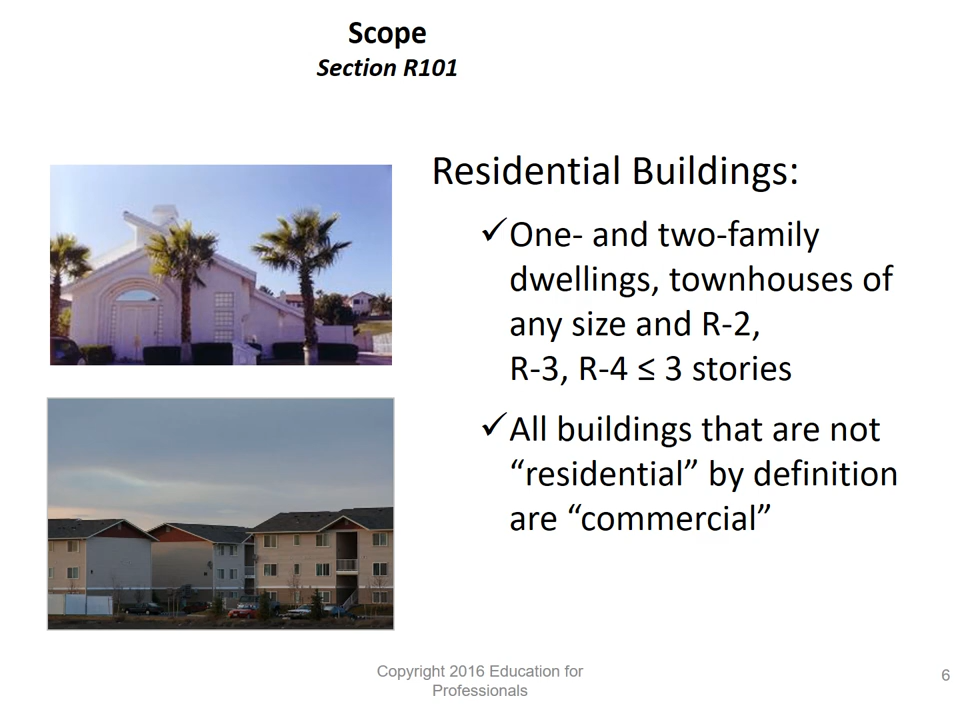 Scope
Section R101
Residential Buildings:
✓One- and two-family
dwellings, townhouses of
any size and R-2,
R-3, R-4 ≤ 3 stories
✓All buildings that are not
“residential” by definition
are “commercial”
Copyright 2016 Education for
Professionals
6